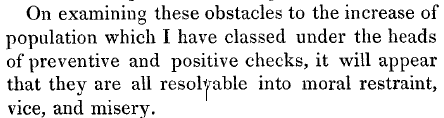 On examining these obstacles to the increase of
population which I have classed under the heads
of preventive and positive checks, it will appear
that they are all resolvable into moral restraint,
vice, and misery.